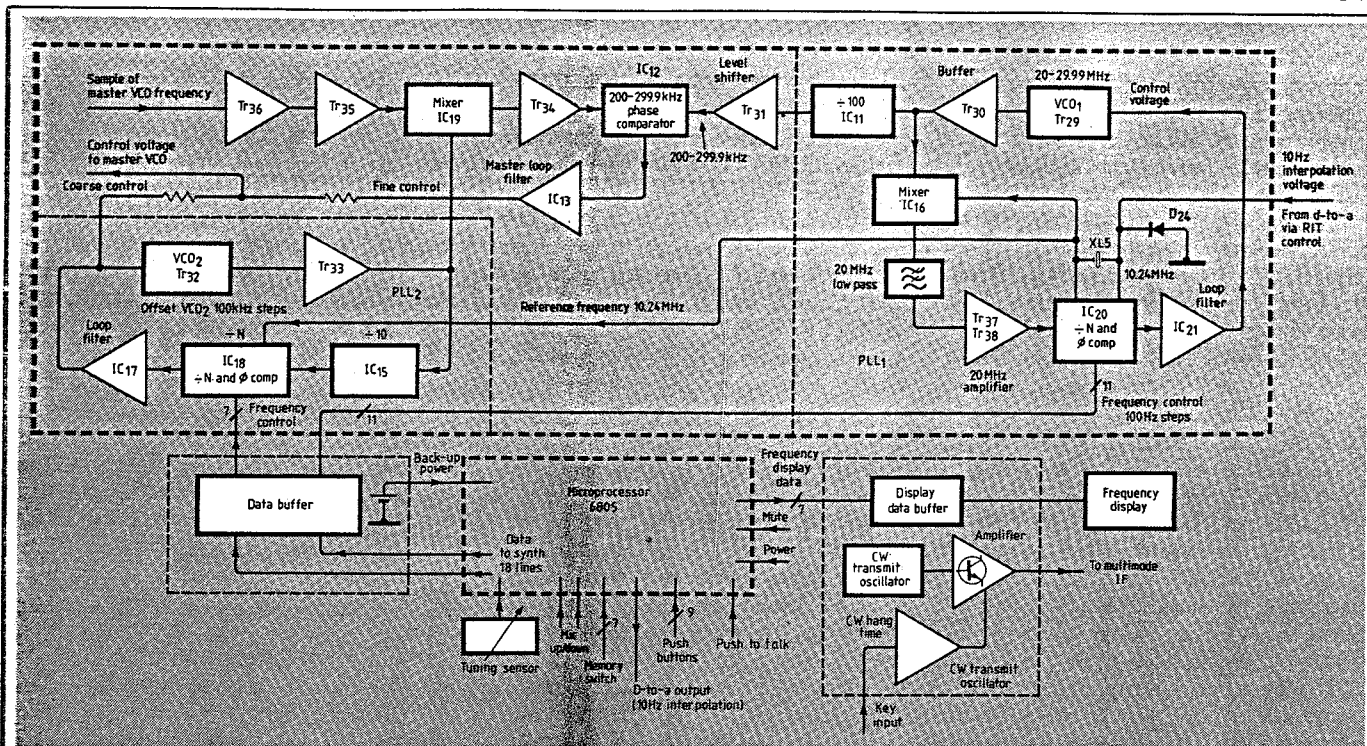 Sample of
master VCO frequency
Tr36
Tr35
Mixer
IC19
Tr34
IC12
200-299.9kHz
phase
comparator
Level
shifter
Tr31
200-299.9kHz
÷100
IC11
Buffer
Tr30
20-29.99MHz
VCO1
Tr29
Control
voltage
Control voltage
to master VCO
Coarse control
Fine control
Master loop
filter
IC13
Mixer
IC16
10Hz
interpolation
voltage
From d-to-a
via RIT
control
D24
XL5
10.24MHz
VCO2
Tr32
Tr33
PLL2
Offset VCO2 100kHz steps
20 MHz
low pass
Reference frequency 10.24MHz
Loop
filter
IC17
÷N
IC18
÷N and ø comp
÷10
IC15
Tr37
Tr38
20MHz
amplifier
PLL1
IC20
÷N and
ø comp
Loop
filter
IC21
7
Frequency
control
11
11
Frequency control
100Hz steps
Data buffer
Back-up
power
Microprocessor
6805
Data
to synth
18 lines
Frequency
display
data
7
Mute
Power
Display
data buffer
Frequency
display
CW
transmit
oscillator
Amplifier
To multimode
IF
CW hang
time
CW transmit
oscillator
Key
input
Tuning sensor
Mic
up/down
7
Memory
switch
D-to-a output
(10Hz interpolation)
9
Push
buttons
Push to talk